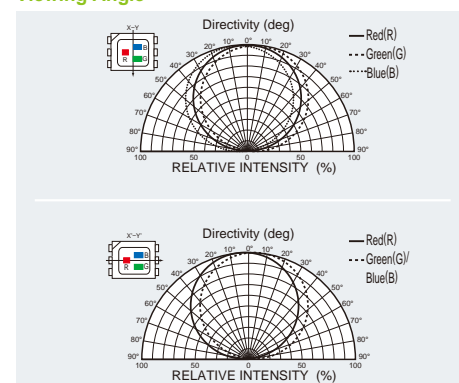 Viewing Angle
X–Y
R
B
G
Directivity (deg)
Red(R)
Green(G)
Blue(B)
30° 20° 10° 0° 10° 20° 30°
40° 40°
50° 50°
60° 60°
70° 70°
80° 80°
90° 90°
100 50 0 50 100
RELATIVE INTENSITY (%)
X'–Y'
R
B
G
Directivity (deg)
Red(R)
Green(G)/
Blue(B)
30° 20° 10° 0° 10° 20° 30°
40° 40°
50° 50°
60° 60°
70° 70°
80° 80°
90° 90°
100 50 0 50 100
RELATIVE INTENSITY (%)